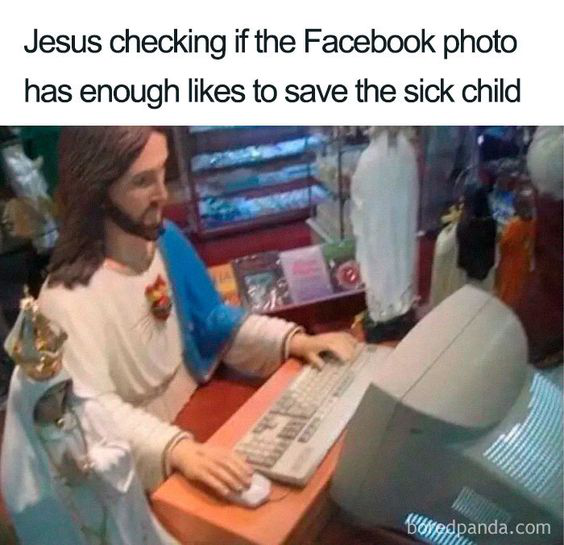 Jesus checking if the Facebook photo
has enough likes to save the sick child
boredpanda.com